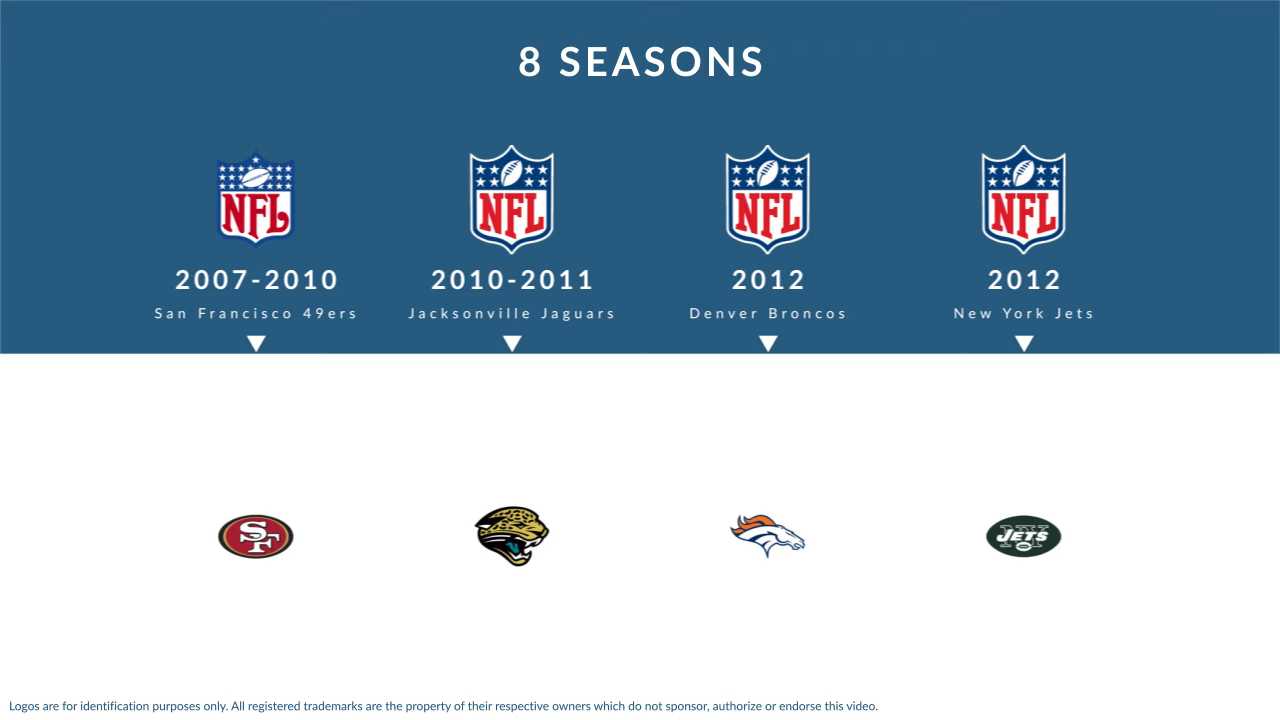 8 SEASONS
NFL NFL NFL NFL
2007-2010 2010-2011 2012 2012
San Francisco 49ers Jacksonville Jaguars Denver Broncos New York Jets
SF NY JETS
Logos are for identification purposes only. All registered trademarks are the property of their respective owners which do not sponsor, authorize or endorse this video.